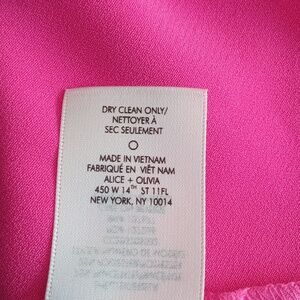 DRY CLEAN ONLY/
NETTOYER À
SEC SEULEMENT
MADE IN VIETNAM
FABRIQUÉ EN VIÊT NAM
ALICE + OLIVIA
450 W 14TH ST 11FL
NEW YORK, NY 10014